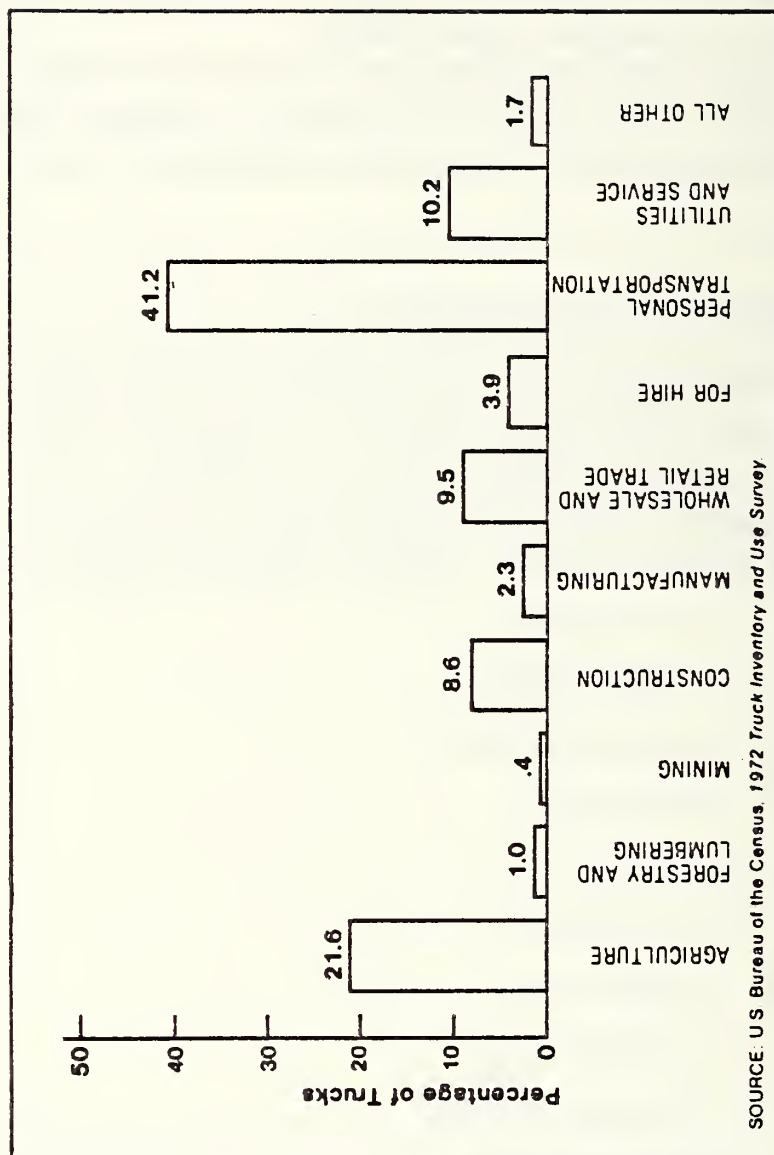 50
40
30
20
10
0
Percentage of Trucks
21.6
1.0
.4
8.6
2.3
9.5
3.9
41.2
10.2
1.7
AGRICULTURE
FORESTRY AND
LUMBERING
MINING
CONSTRUCTION
MANUFACTURING
WHOLESALE AND
RETAIL TRADE
FOR HIRE
PERSONAL
TRANSPORTATION
UTILITIES
AND SERVICE
ALL OTHER
SOURCE: U.S. Bureau of the Census, 1972 Truck Inventory and Use Survey.